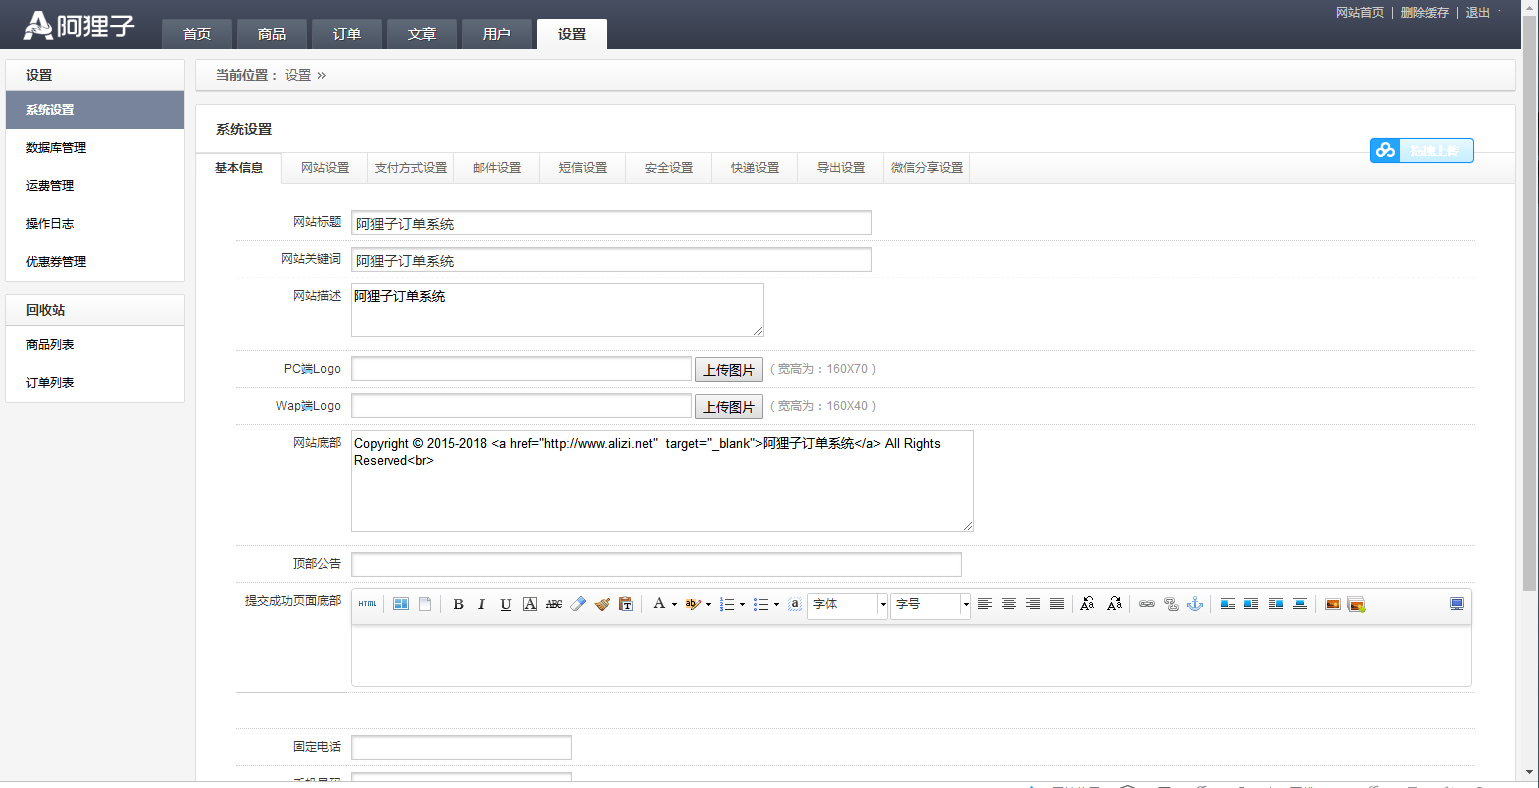 阿狸子
首页 商品 订单 文章 用户 设置
网站首页 | 删除缓存 | 退出
设置
系统设置
数据库管理
运费管理
操作日志
优惠券管理
回收站
商品列表
订单列表
当前位置： 设置 »
系统设置
拖拽上传
基本信息 网站设置 支付方式设置 邮件设置 短信设置 安全设置 快递设置 导出设置 微信分享设置
网站标题 阿狸子订单系统
网站关键词 阿狸子订单系统
网站描述 阿狸子订单系统
PC端Logo 上传图片 ( 宽高为：160X70 )
Wap端Logo 上传图片 ( 宽高为：160X40 )
网站底部 Copyright © 2015-2018 <a href="http://www.alizi.net"  target="_blank">阿狸子订单系统</a> All Rights
Reserved<br>
顶部公告
提交成功页面底部 HTML B I U A ABC A ab a 字体 字号
固定电话